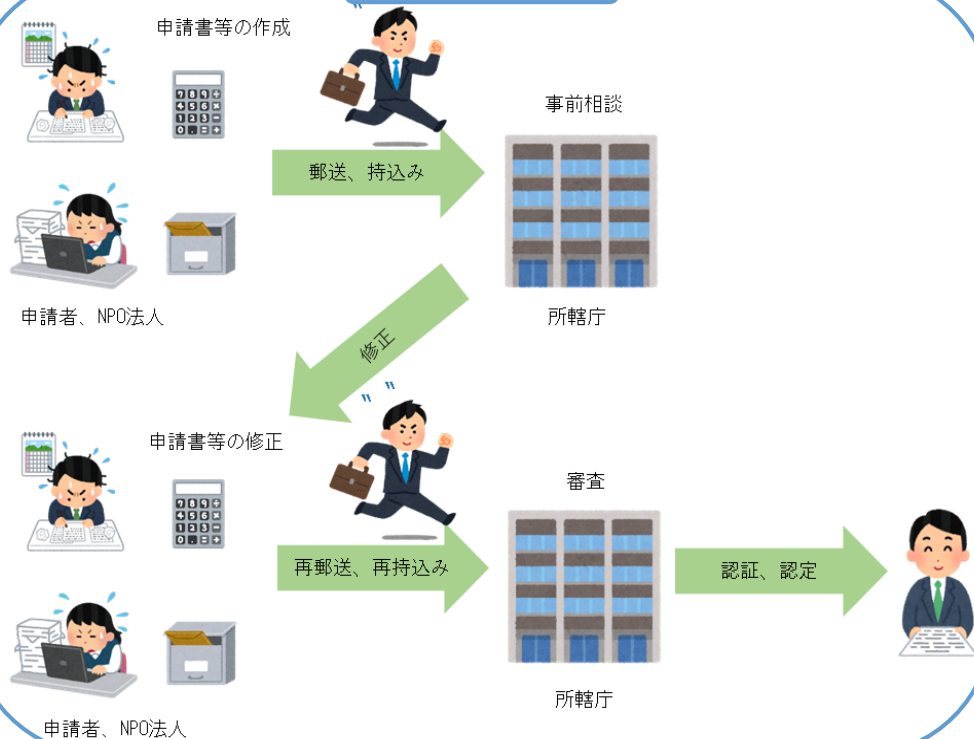 申請書等の作成
事前相談
郵送、持込み
申請者、NPO法人
所轄庁
修正
申請書等の修正
審査
再郵送、再持込み
認証、認定
所轄庁
申請者、NPO法人